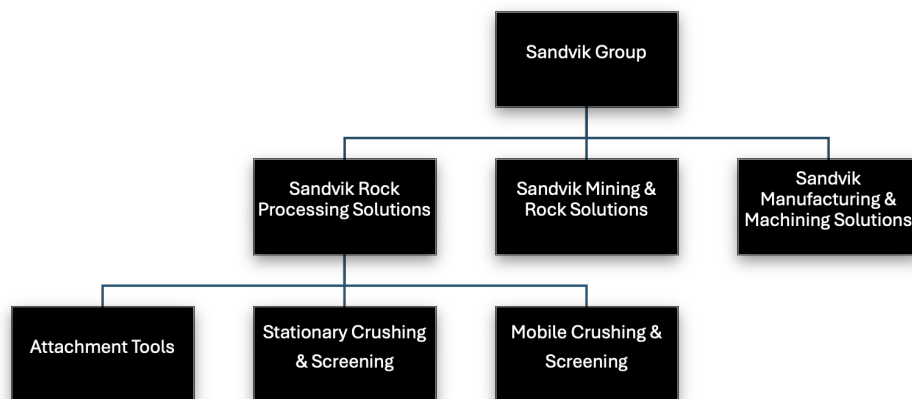 Sandvik Group
Sandvik Rock
Processing Solutions
Sandvik Mining &
Rock Solutions
Sandvik
Manufacturing &
Machining Solutions
Attachment Tools
Stationary Crushing
& Screening
Mobile Crushing &
Screening